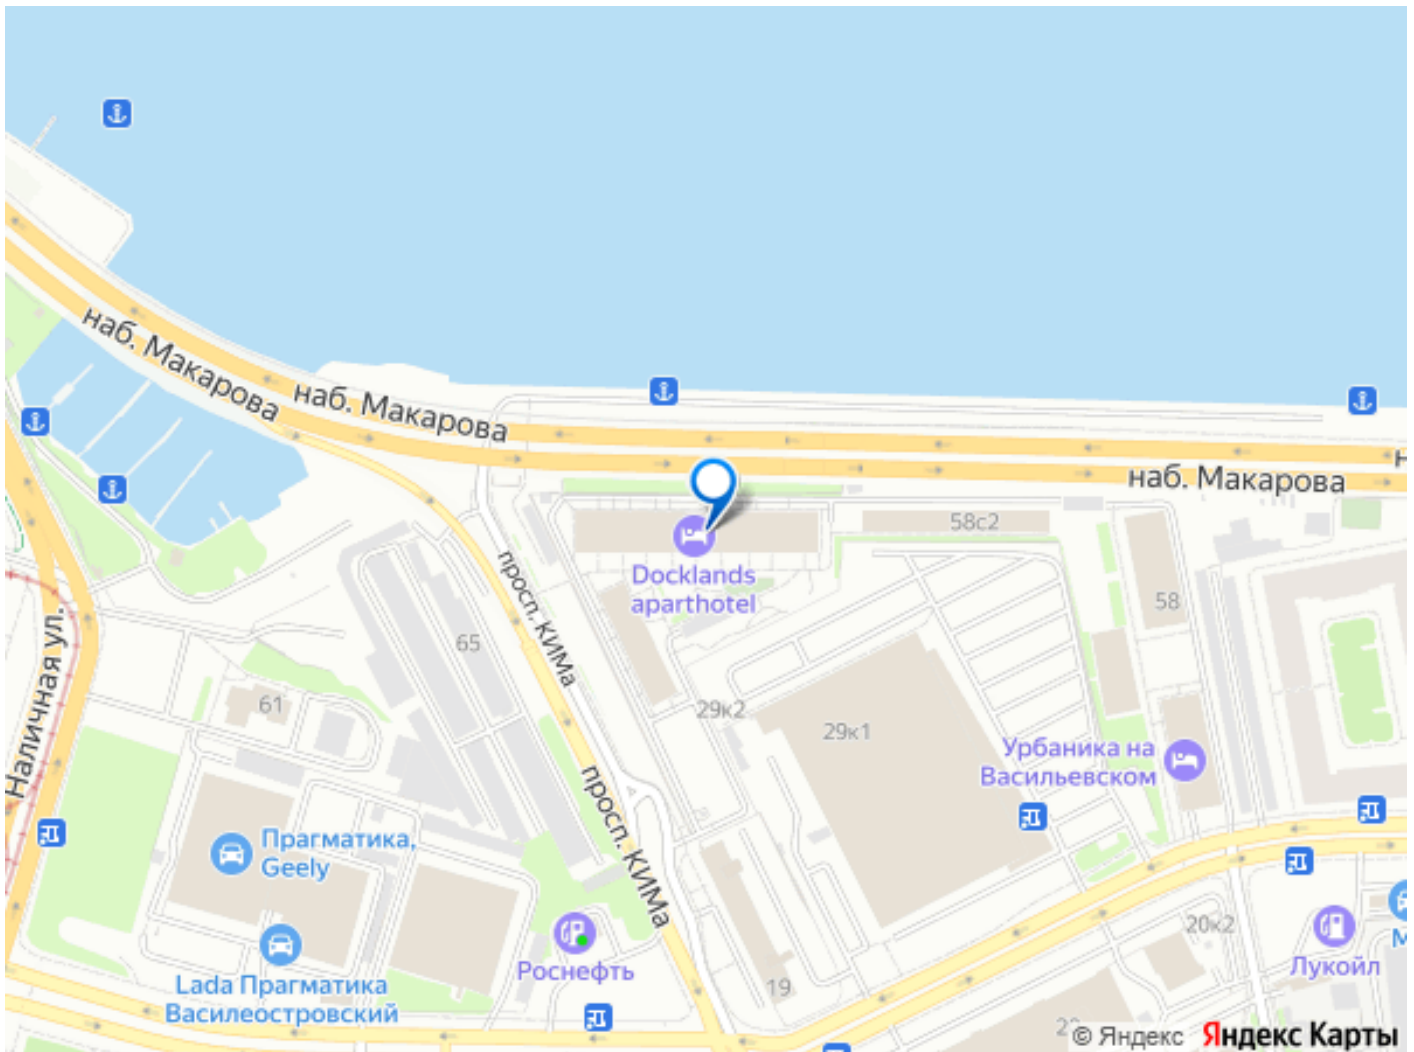 наб. Макарова
наб. Макарова
н
наб. Макарова
58с2
Docklands
aparthotel
просп. КИМа
58
65
Наличная ул.
61
29к2
29к1
Урбаника на
Васильевском
просп. КИМа
Прагматика,
Geely
20к2
М
Роснефть
Лукойл
19
Lada Прагматика
Василеостровский
© Яндекс Яндекс Карты